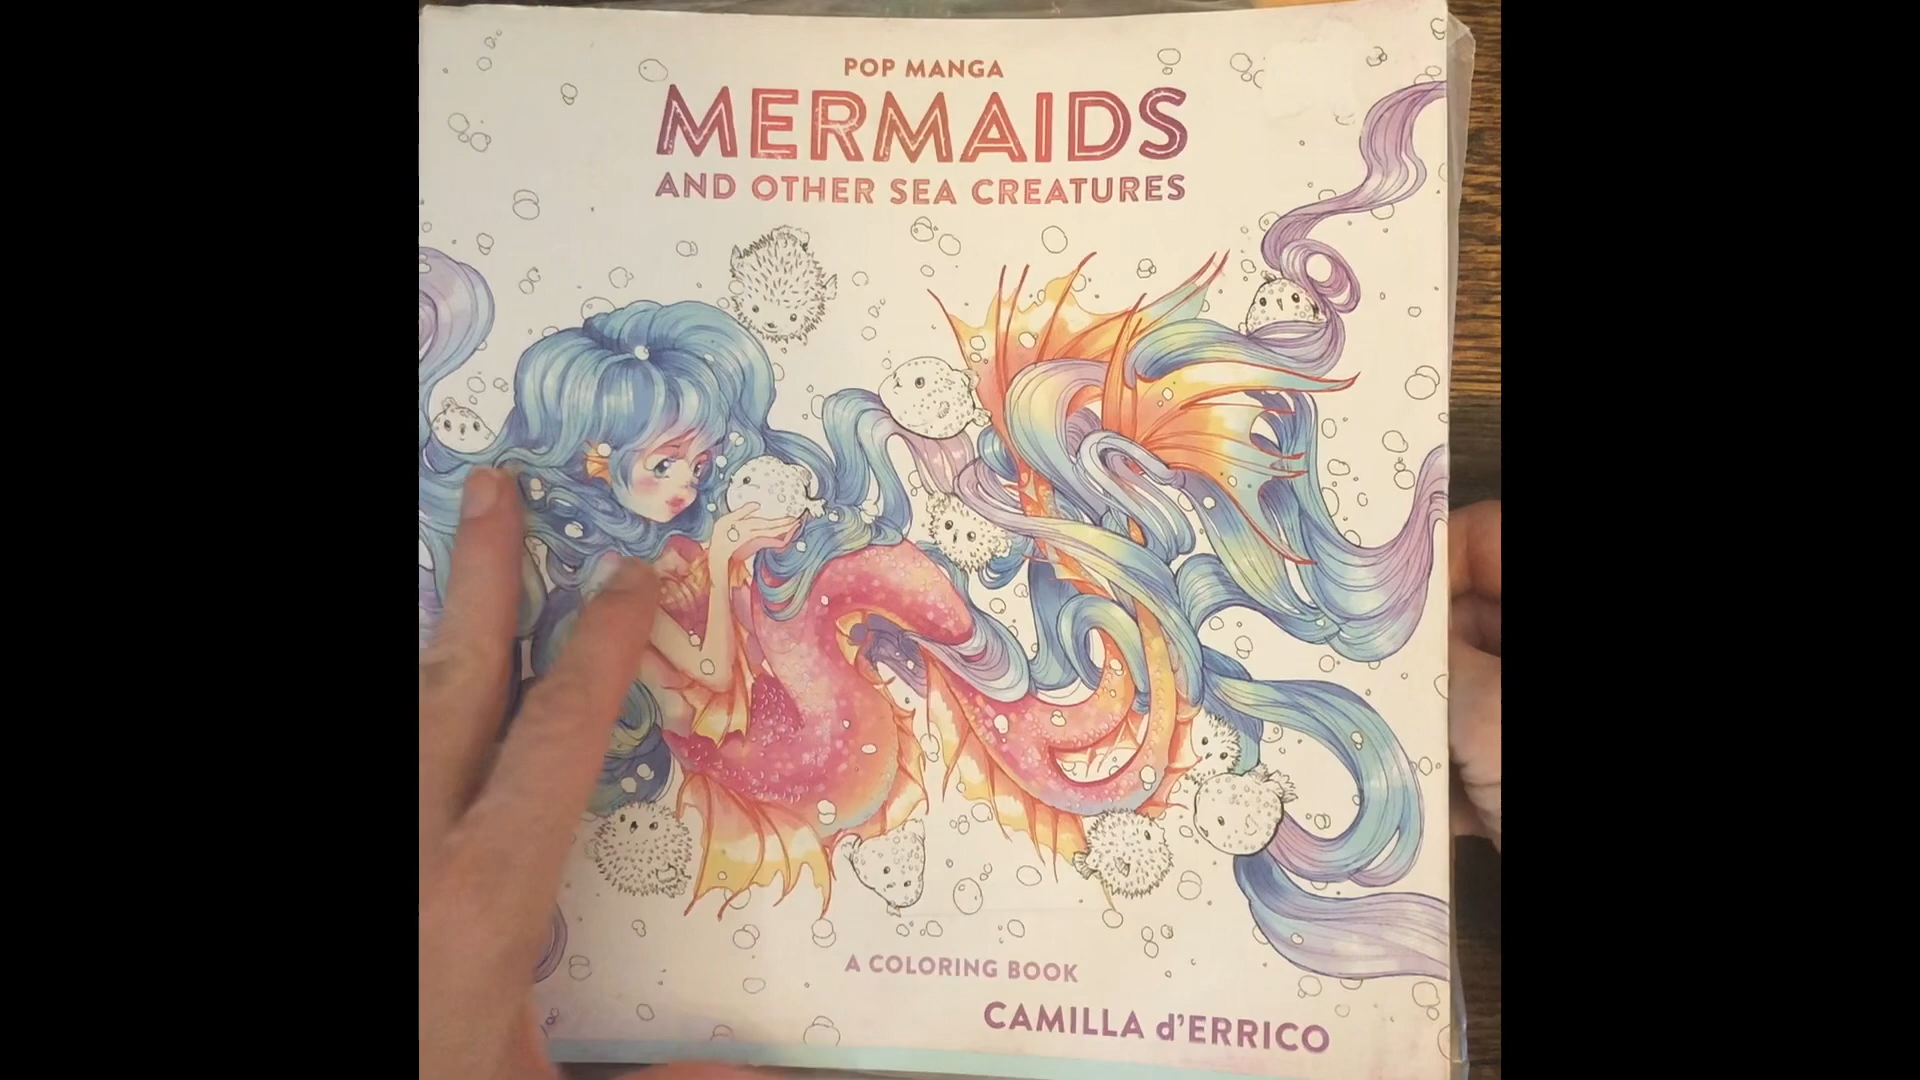 POP MANGA
MERMAIDS
AND OTHER SEA CREATURES
A COLORING BOOK
CAMILLA d'ERRICO